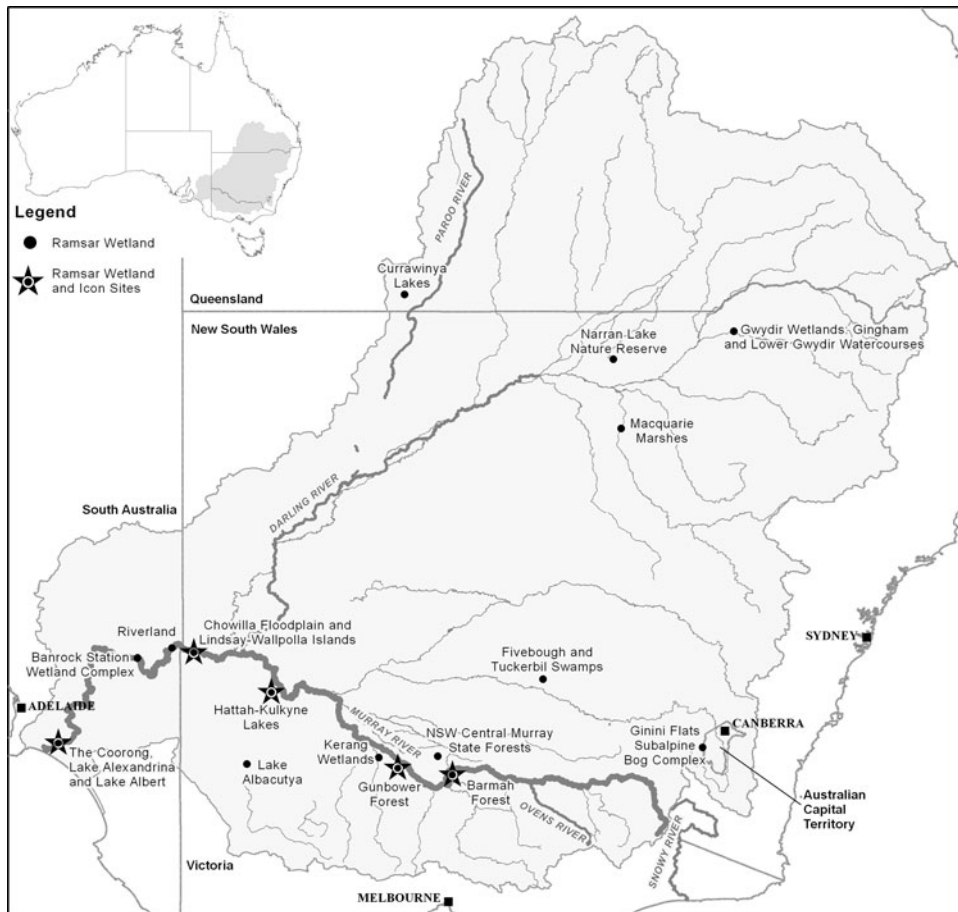 Legend
Ramsar Wetland
Ramsar Wetland
and Icon Sites
PAROO RIVER
Currawinya
Lakes
Queensland
New South Wales
Narran Lake
Nature Reserve
Gwydir Wetlands: Gingham
and Lower Gwydir Watercourses
Macquarie
Marshes
DARLING RIVER
South Australia
Riverland
Chowilla Floodplain and
Lindsay-Wallpolla Islands
Banrock Station
Wetland Complex
SYDNEY
Fivebough and
Tuckerbil Swamps
ADELAIDE
Hattah-Kulkyne
Lakes
MURRAY RIVER
CANBERRA
NSW Central Murray
State Forests
Ginini Flats
Subalpine
Bog Complex
The Coorong,
Lake Alexandrina
and Lake Albert
Lake
Albacutya
Kerang
Wetlands
Gunbower
Forest
Barmah
Forest
OVENS RIVER
Australian
Capital
Territory
SNOWY RIVER
Victoria
MELBOURNE